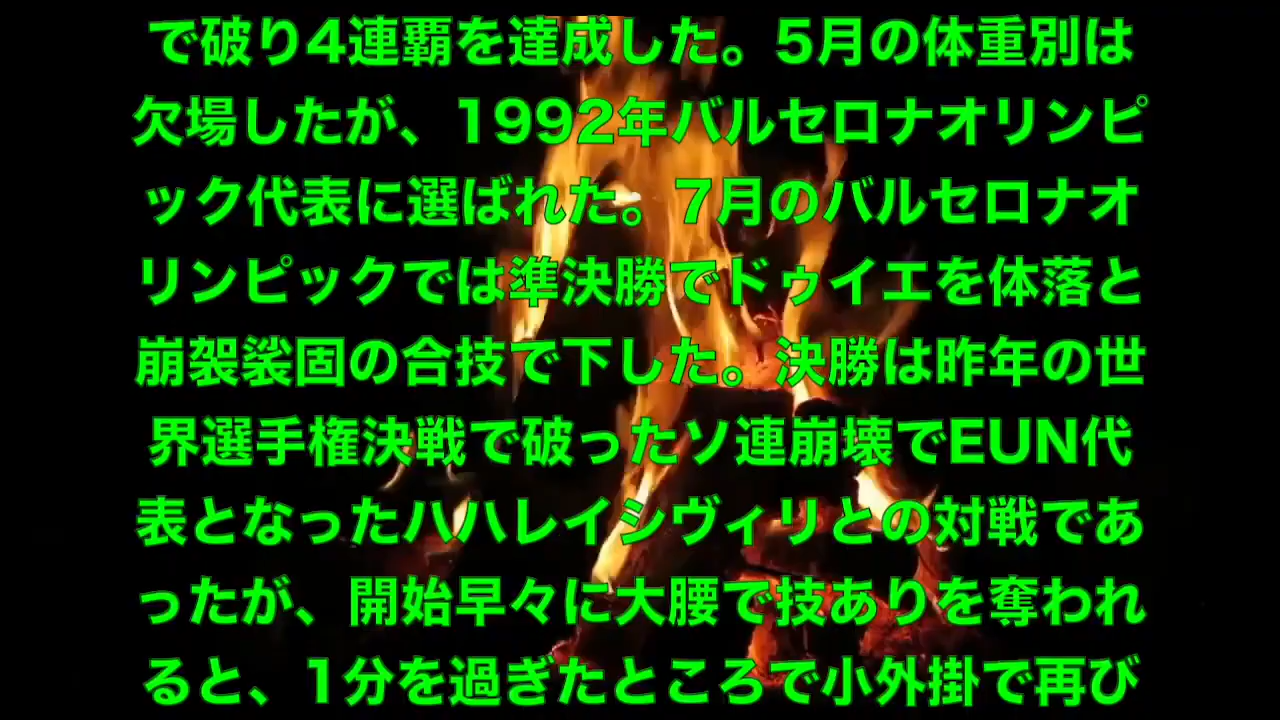 で破り4連覇を達成した。5月の体重別は
欠場したが、1992年バルセロナオリンピ
ック代表に選ばれた。7月のバルセロナオ
リンピックでは準決勝でドゥイエを体落と
崩袈裟固の合技で下した。決勝は昨年の世
界選手権決戦で破ったソ連崩壊でEUN代
表となったハハレイシヴィリとの対戦であ
ったが、開始早々に大腰で技ありを奪われ
ると、1分を過ぎたところで小外掛で再び